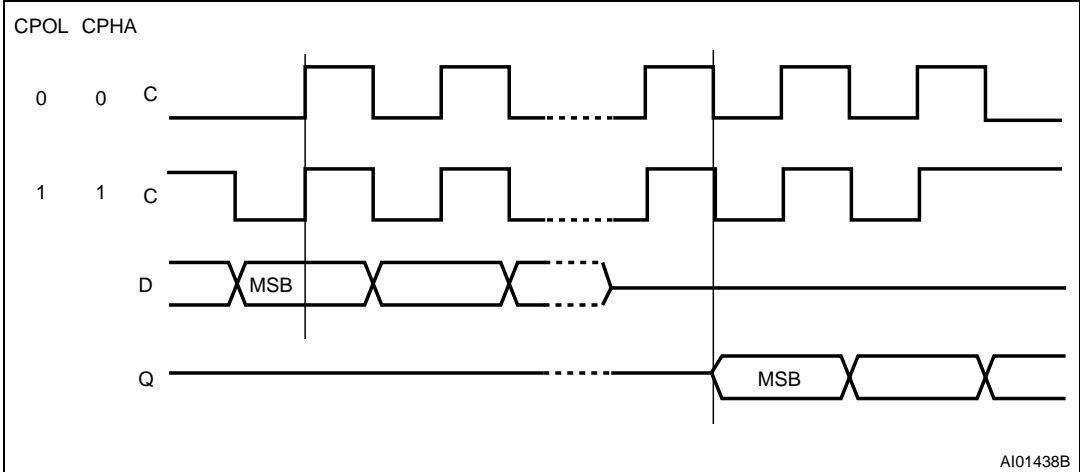 CPOL CPHA
0 0 C
1 1 C
D MSB
Q MSB
AI01438B